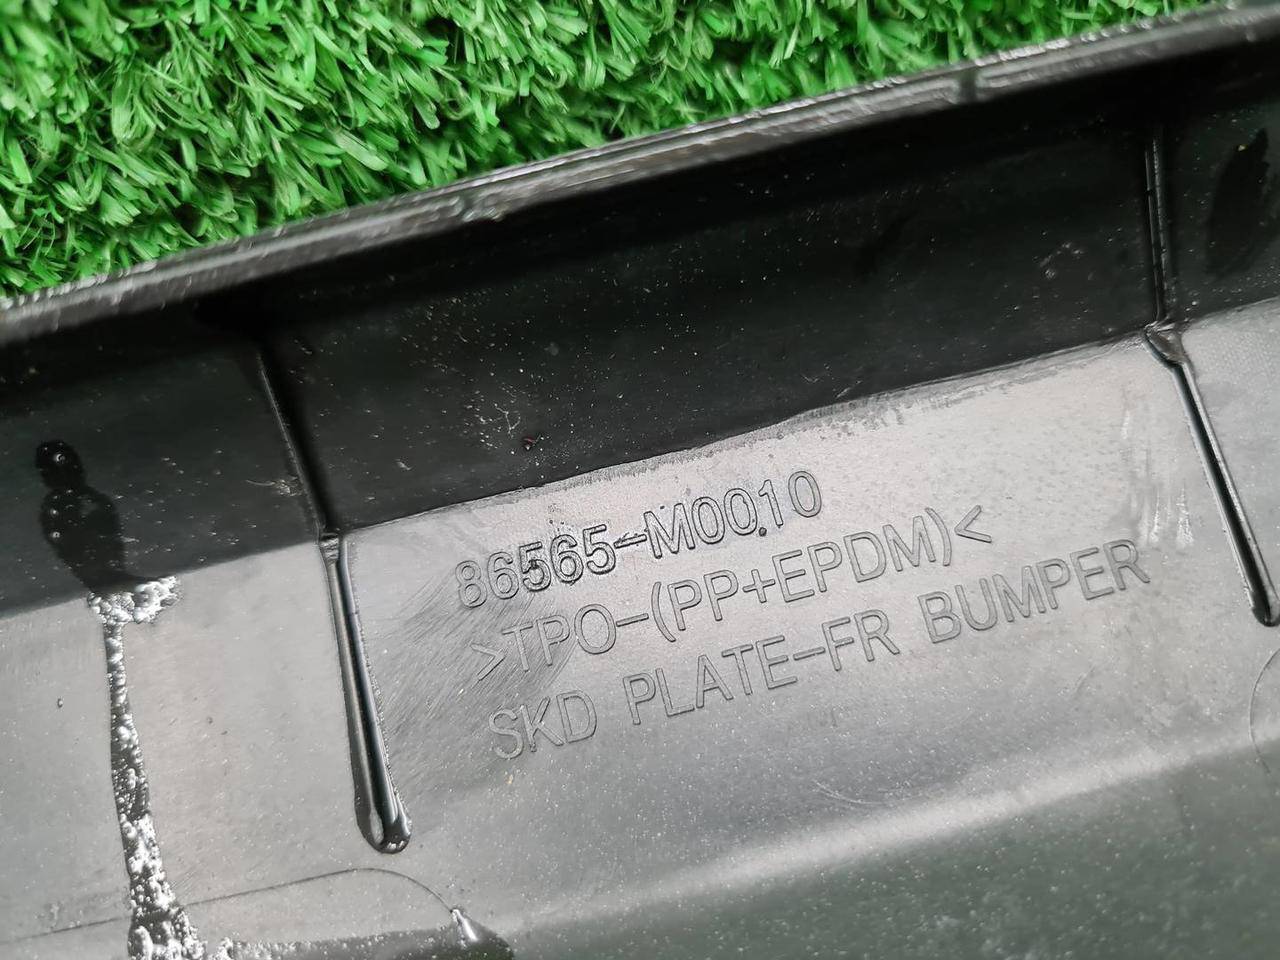 86565-M0010
>TPO-(PP+EPDM)<
SKD PLATE-FR BUMPER